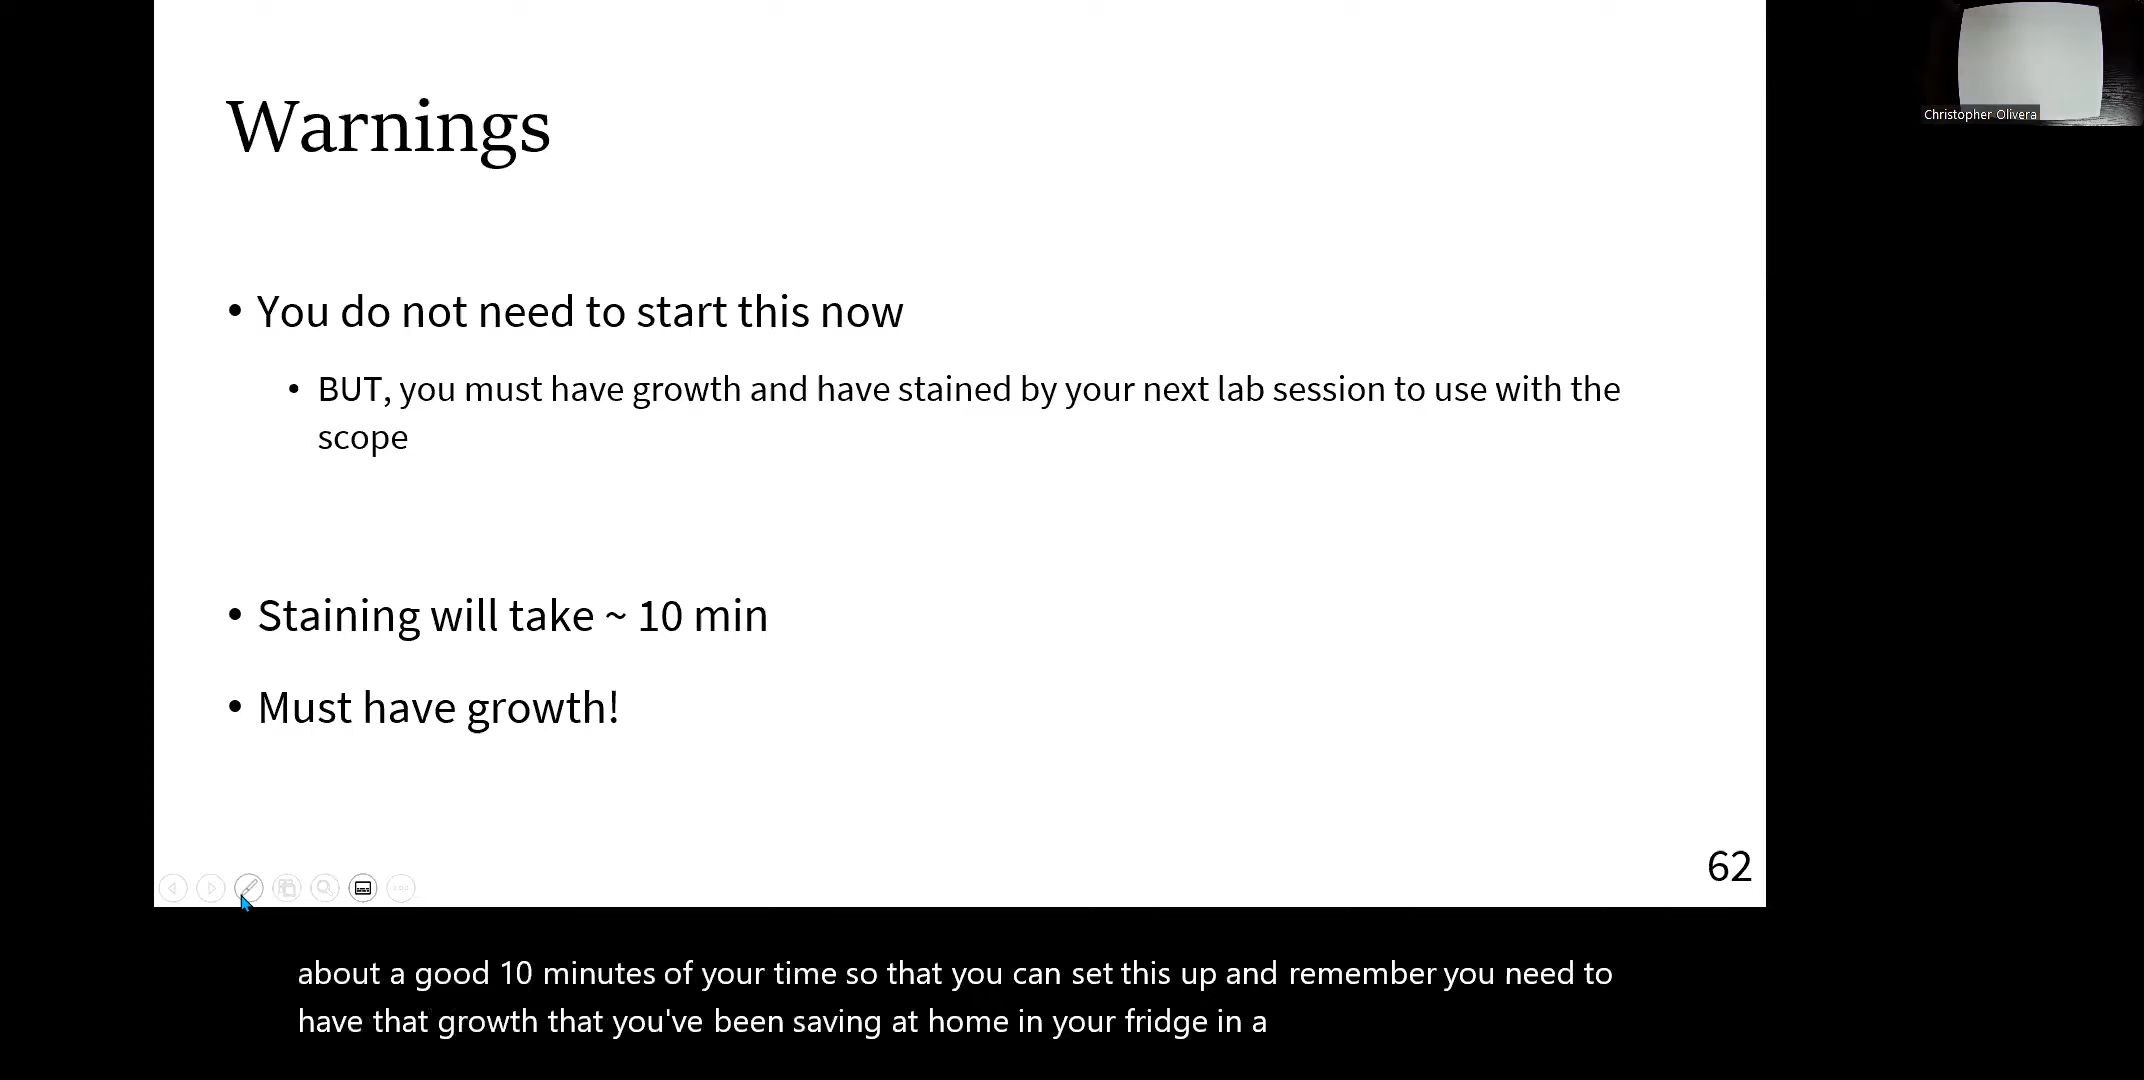 Warnings
Christopher Olivera
• You do not need to start this now
• BUT, you must have growth and have stained by your next lab session to use with the
scope
• Staining will take ~ 10 min
• Must have growth!
62
about a good 10 minutes of your time so that you can set this up and remember you need to
have that growth that you've been saving at home in your fridge in a